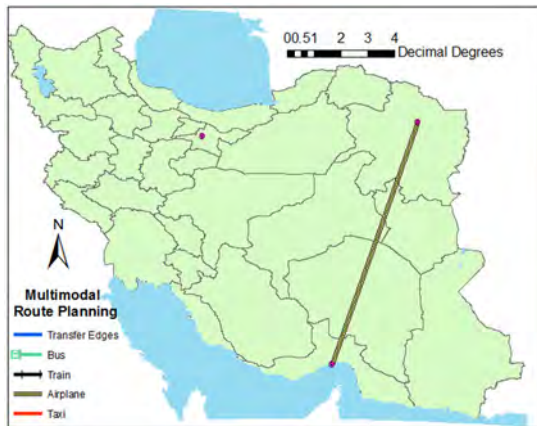 00.51 2 3 4
Decimal Degrees
N
Multimodal
Route Planning
Transfer Edges
Bus
Train
Airplane
Taxi